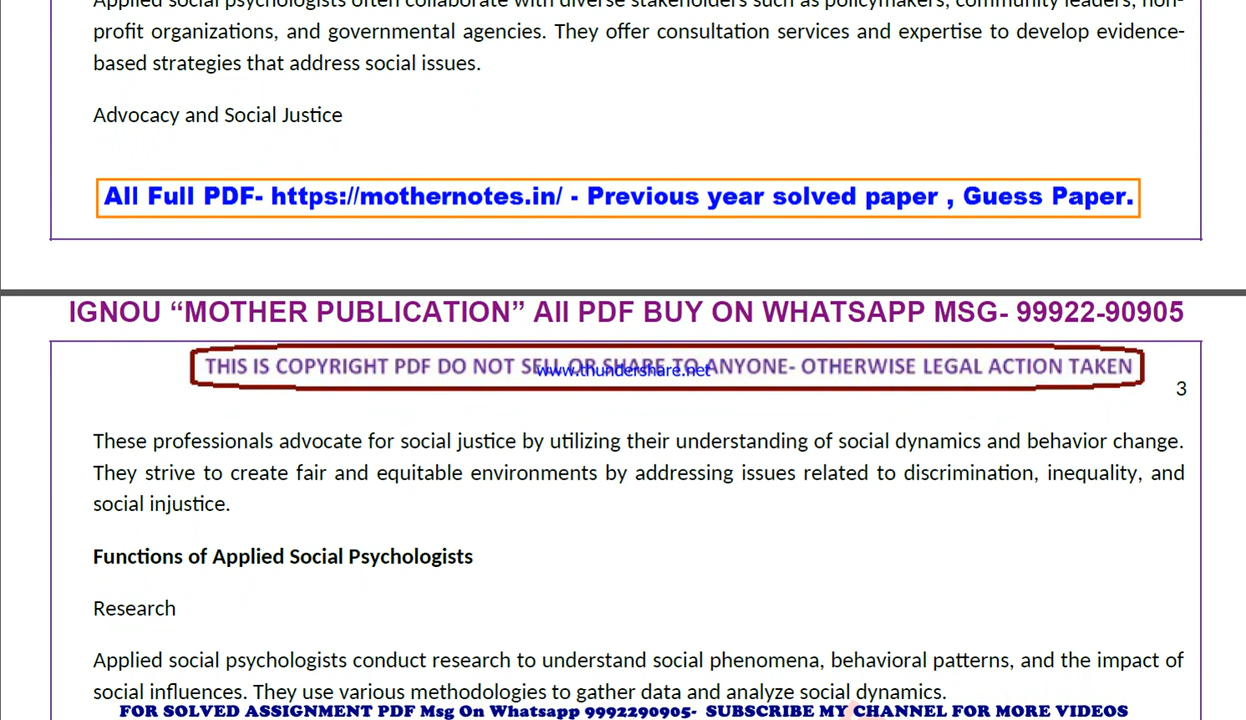 Applied social psychologists often collaborate with diverse stakeholders such as policymakers, community leaders, non-
profit organizations, and governmental agencies. They offer consultation services and expertise to develop evidence-
based strategies that address social issues.
Advocacy and Social Justice
All Full PDF- https://mothernotes.in/ - Previous year solved paper , Guess Paper.
IGNOU “MOTHER PUBLICATION” All PDF BUY ON WHATSAPP MSG- 99922-90905
THIS IS COPYRIGHT PDF DO NOT SELL OR SHARE TO ANYONE- OTHERWISE LEGAL ACTION TAKEN
www.thundershare.net
3
These professionals advocate for social justice by utilizing their understanding of social dynamics and behavior change.
They strive to create fair and equitable environments by addressing issues related to discrimination, inequality, and
social injustice.
Functions of Applied Social Psychologists
Research
Applied social psychologists conduct research to understand social phenomena, behavioral patterns, and the impact of
social influences. They use various methodologies to gather data and analyze social dynamics.
FOR SOLVED ASSIGNMENT PDF Msg On Whatsapp 9992290905- SUBSCRIBE MY CHANNEL FOR MORE VIDEOS